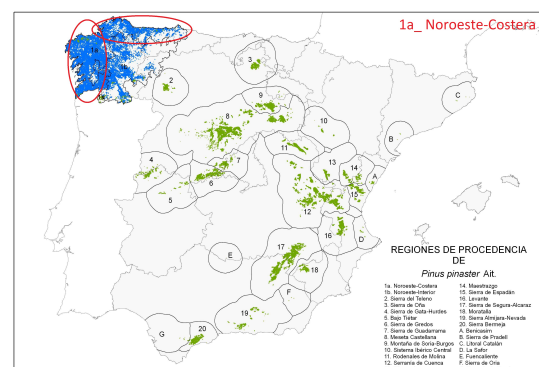 1a_ Noroeste-Costera
1a
1b
3
2
C
9
8
10
B
11
7
4
13
14
A
6
5
15
12
16
D
17
E
18
F
19
G
20
REGIONES DE PROCEDENCIA
DE
Pinus pinaster Ait.
1a. Noroeste-Costera
1b. Noroeste-Interior
2. Sierra del Teleno
3. Sierra de Oña
4. Sierra de Gata-Hurdes
5. Bajo Tiétar
6. Sierra de Gredos
7. Sierra de Guadarrama
8. Meseta Castellana
9. Montaña de Soria-Burgos
10. Sistema Ibérico Central
11. Rodenales de Molina
12. Serranía de Cuenca
14. Maestrazgo
15. Sierra de Espadán
16. Levante
17. Sierra de Segura-Alcaraz
18. Moratalla
19. Sierra Almijara-Nevada
20. Sierra Bermeja
A. Benicasim
B. Sierra de Pradell
C. Litoral Catalán
D. La Safor
E. Fuencaliente
F. Sierra de Oria